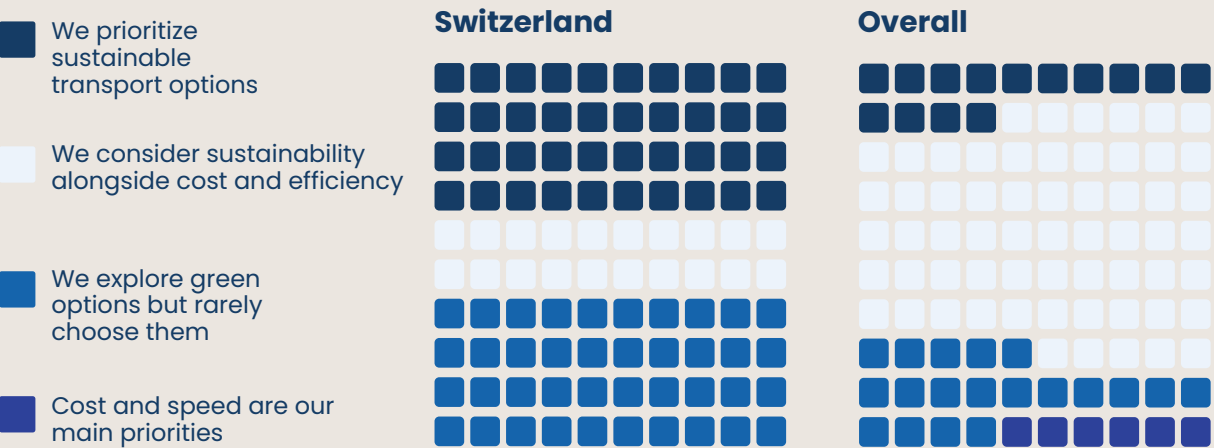 We prioritize
sustainable
transport options
We consider sustainability
alongside cost and efficiency
We explore green
options but rarely
choose them
Cost and speed are our
main priorities
Switzerland
Overall